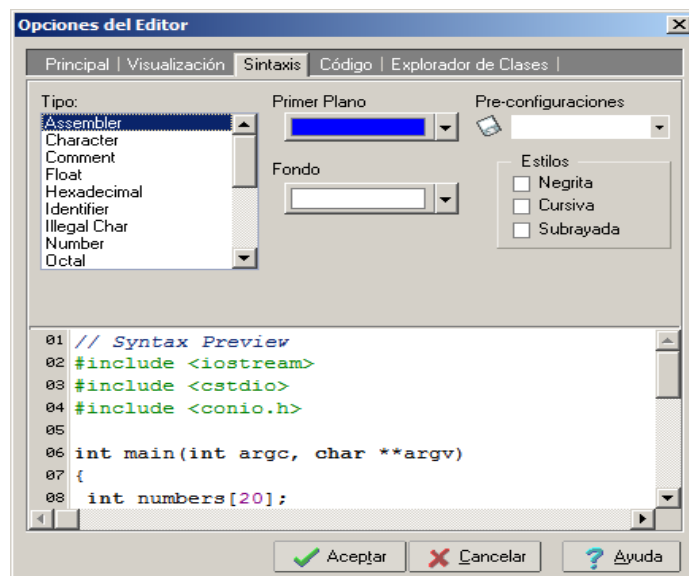 Opciones del Editor
Principal | Visualización | Sintaxis | Código | Explorador de Clases |
Tipo:
Assembler
Character
Comment
Float
Hexadecimal
Identifier
Illegal Char
Number
Octal
Primer Plano
Fondo
Pre-configuraciones
Estilos
Negrita
Cursiva
Subrayada
01 // Syntax Preview
02 #include <iostream>
03 #include <cstdio>
04 #include <conio.h>
05
06 int main(int argc, char **argv)
07 {
08 int numbers[20];
Aceptar
Cancelar
Ayuda